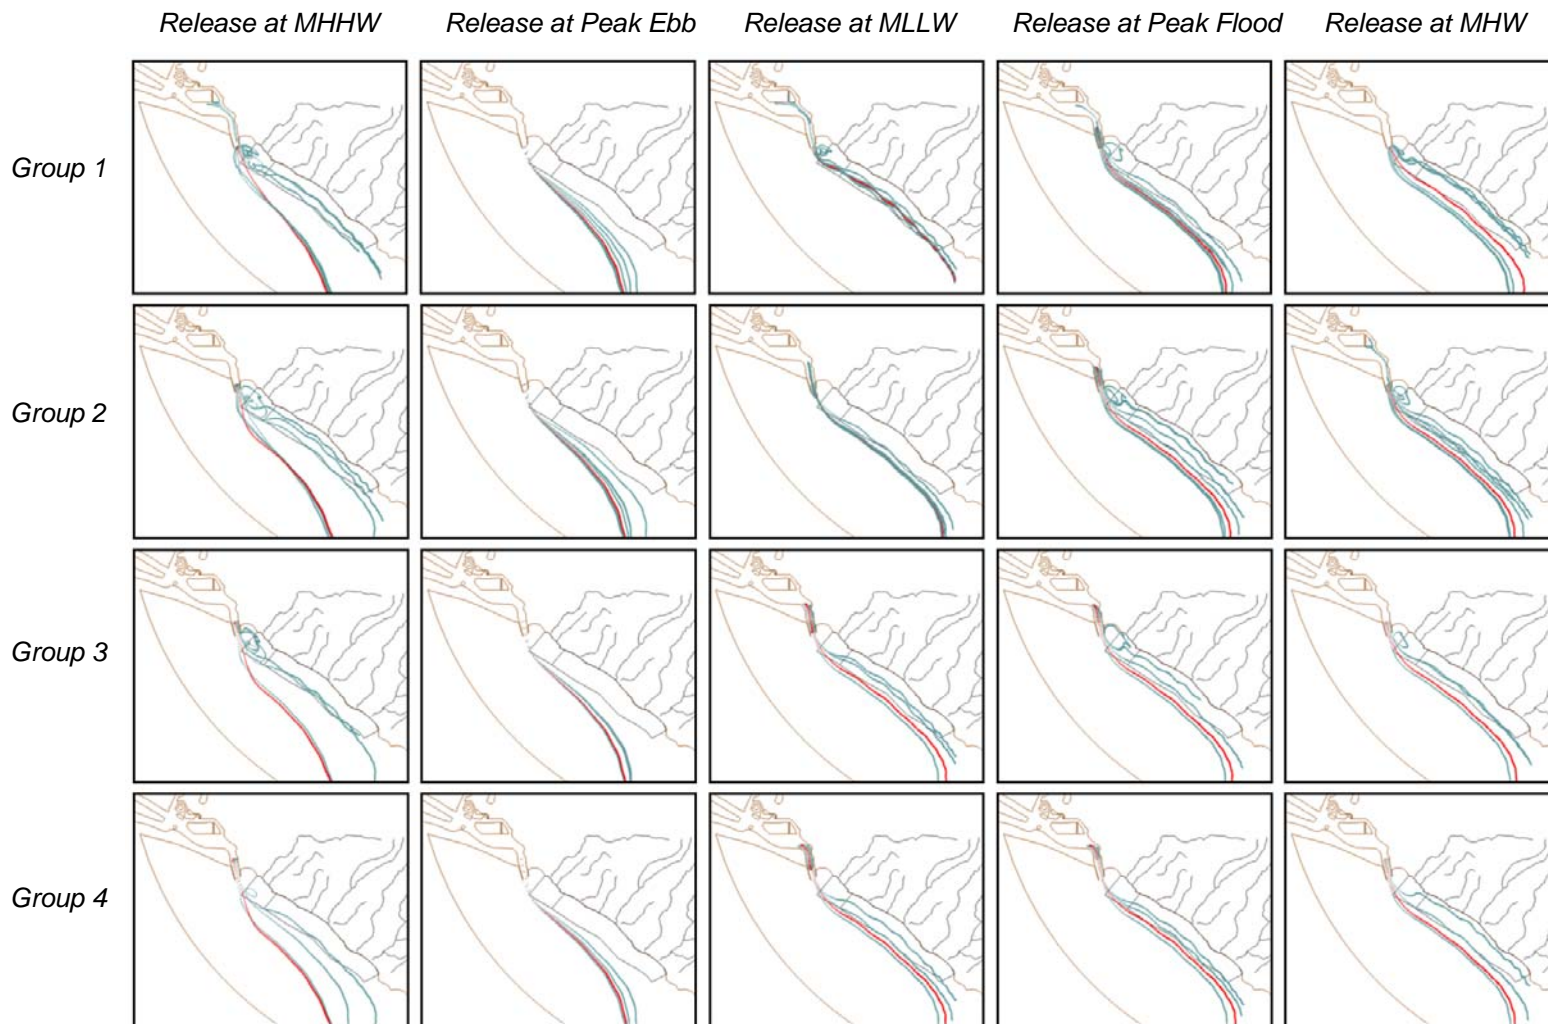 Release at MHHW
Release at Peak Ebb
Release at MLLW
Release at Peak Flood
Release at MHW
Group 1
Group 2
Group 3
Group 4